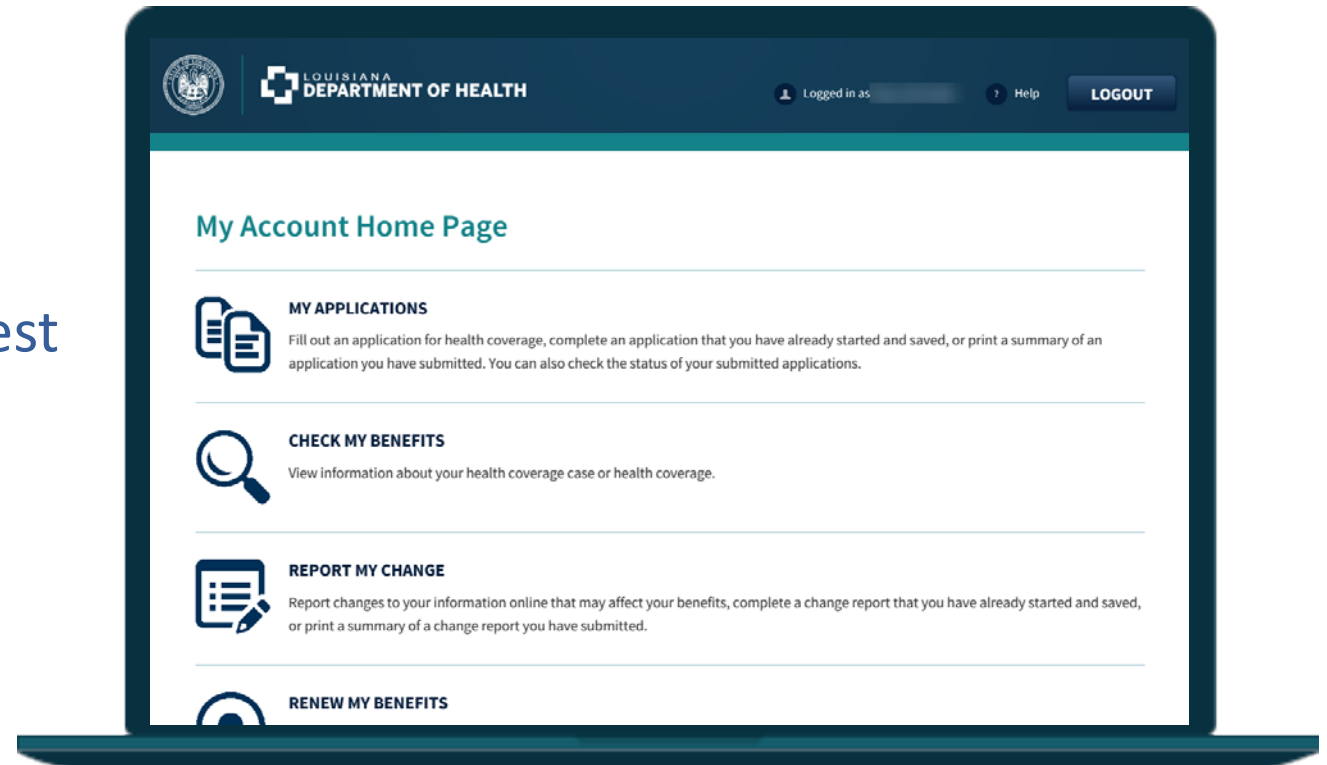 LOUISIANA
DEPARTMENT OF HEALTH
Logged in as
? Help
LOGOUT
My Account Home Page
est
MY APPLICATIONS
Fill out an application for health coverage, complete an application that you have already started and saved, or print a summary of an
application you have submitted. You can also check the status of your submitted applications.
CHECK MY BENEFITS
View information about your health coverage case or health coverage.
REPORT MY CHANGE
Report changes to your information online that may affect your benefits, complete a change report that you have already started and saved,
or print a summary of a change report you have submitted.
RENEW MY BENEFITS